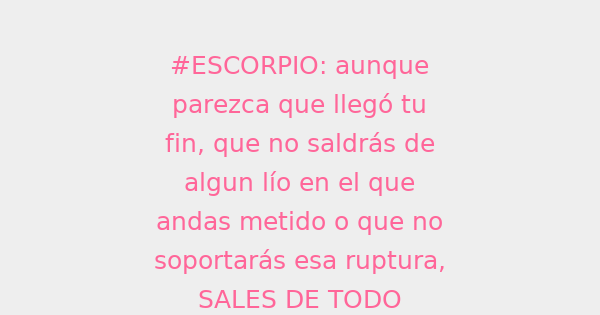 #ESCORPIO: aunque
parezca que llegó tu
fin, que no saldrás de
algun lío en el que
andas metido o que no
soportarás esa ruptura,
SALES DE TODO